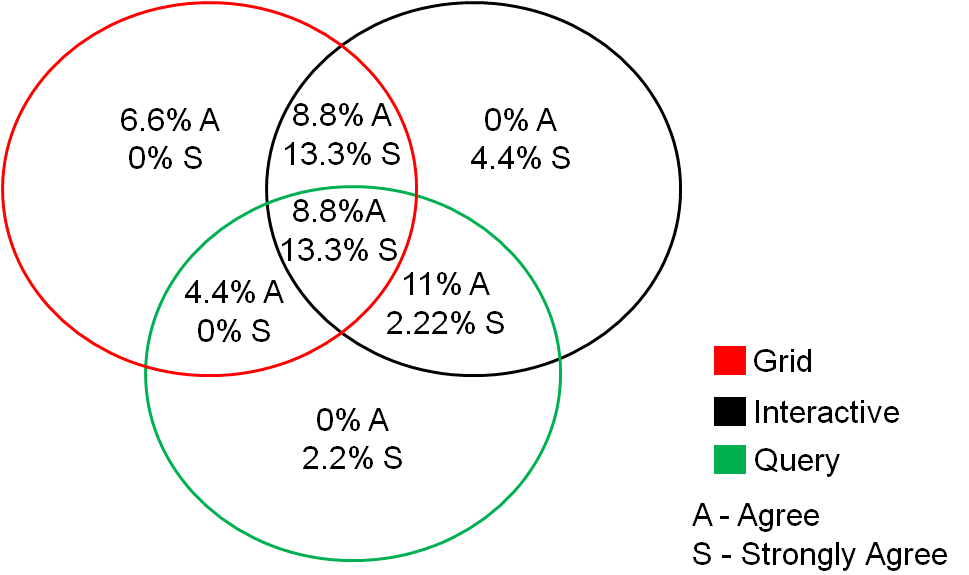 6.6% A
0% S
8.8% A
13.3% S
0% A
4.4% S
8.8%A
13.3% S
4.4% A
0% S
11% A
2.22% S
0% A
2.2% S
Grid
Interactive
Query
A - Agree
S - Strongly Agree